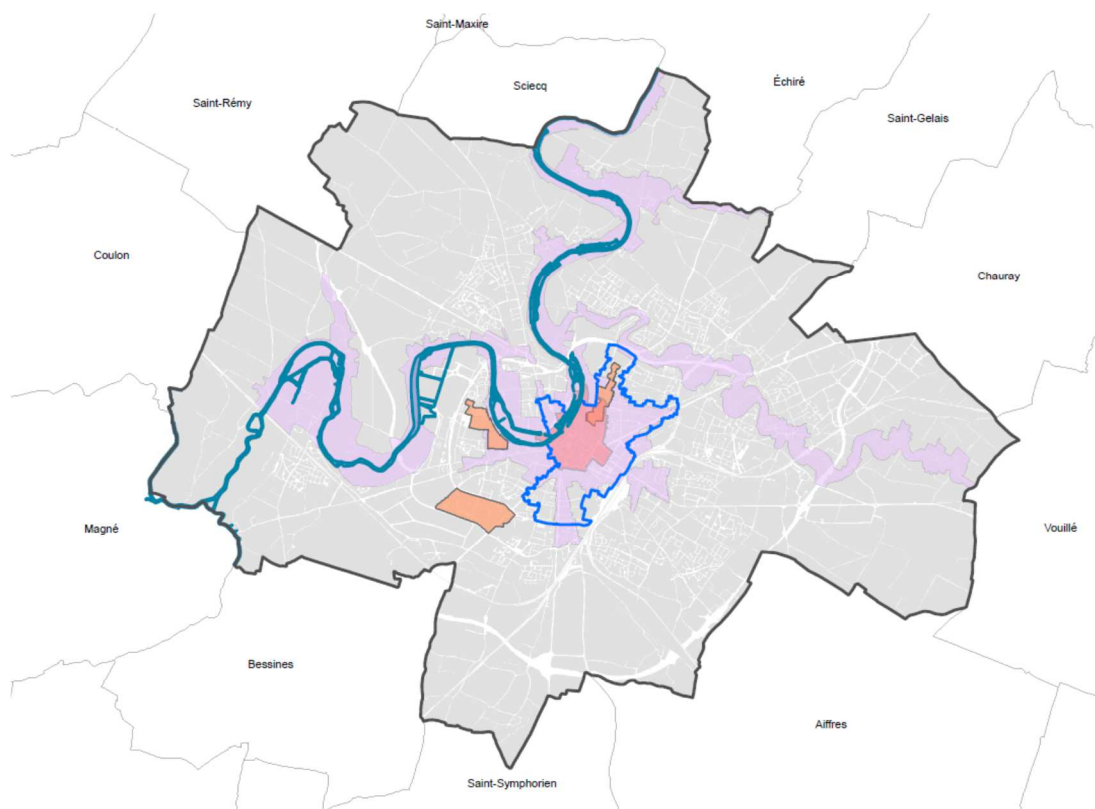 Saint-Maxire
Sciecq
Échiré
Saint-Rémy
Saint-Gelais
Coulon
Chauray
Magné
Vouillé
Bessines
Aiffres
Saint-Symphorien